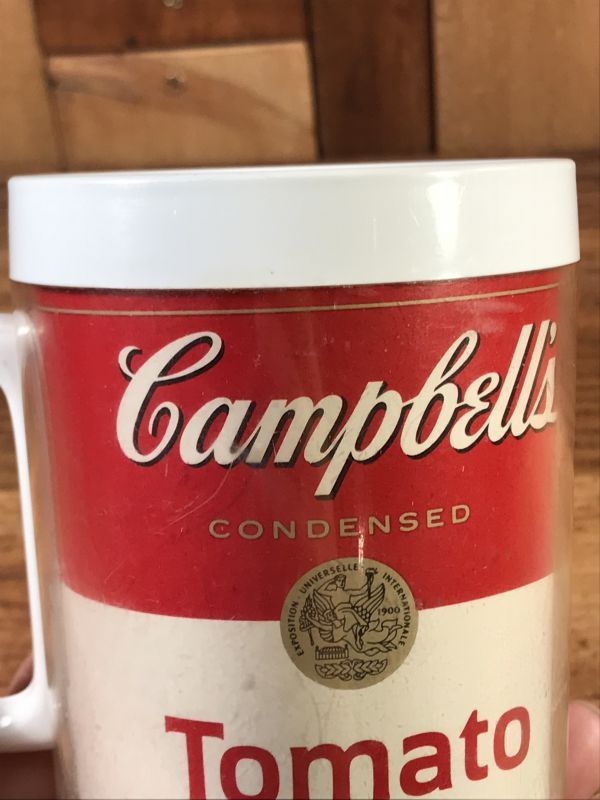 Campbell's
CONDENSED
EXPOSITION · UNIVERSELLE · INTERNATIONALE
1900
Tomato